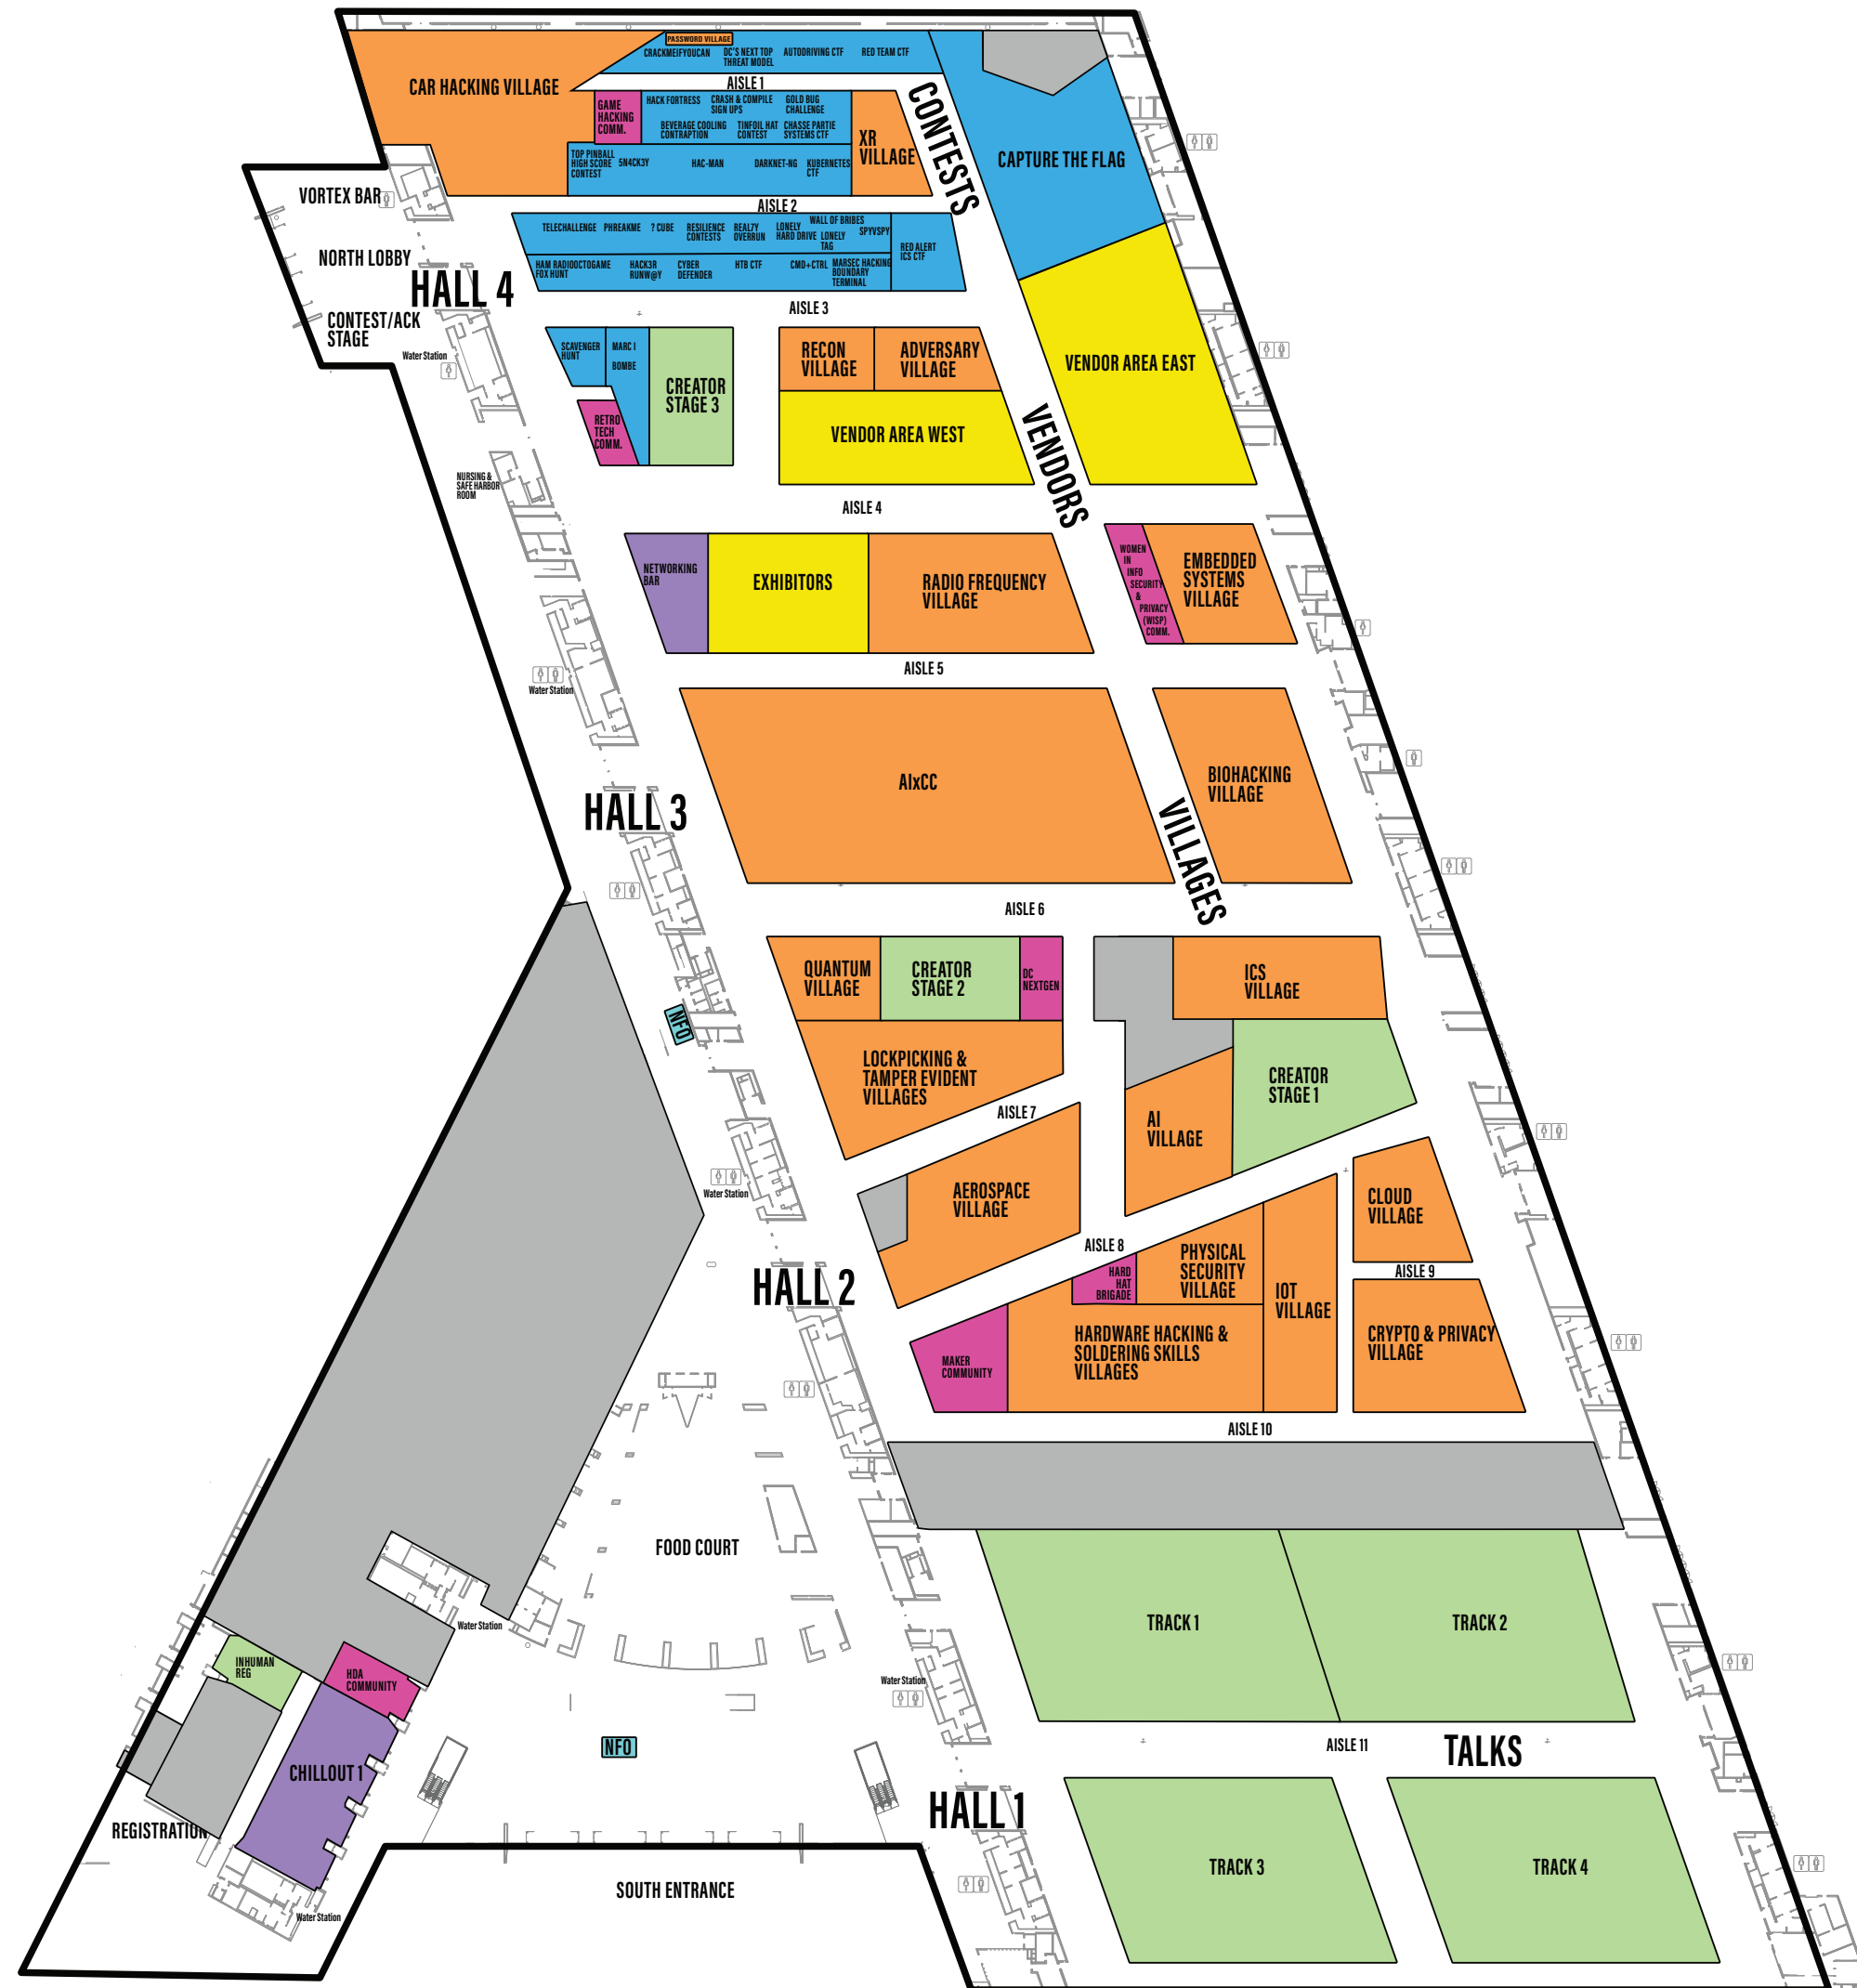 PASSWORD VILLAGE
CRACKMEIFYOUCAN
DC'S NEXT TOP
THREAT MODEL
AUTODRIVING CTF
RED TEAM CTF
CAR HACKING VILLAGE
AISLE 1
GAME
HACKING
COMM.
HACK FORTRESS
CRASH & COMPILE
SIGN UPS
GOLD BUG
CHALLENGE
BEVERAGE COOLING
CONTRAPTION
TINFOIL HAT
CONTEST
CHASSE PARTIE
SYSTEMS CTF
XR
VILLAGE
TOP PINBALL
HIGH SCORE
CONTEST
5N4CK3Y
HAC-MAN
DARKNET-NG
KUBERNETES
CTF
CONTESTS
CAPTURE THE FLAG
VORTEX BAR
NORTH LOBBY
HALL 4
CONTEST/ACK
STAGE
Water Station
AISLE 2
TELECHALLENGE
PHREAKME
? CUBE
RESILIENCE
CONTESTS
REAL7Y
OVERRUN
LONELY
HARD DRIVE
WALL OF BRIBES
LONELY
TAG
SPYVSPY
RED ALERT
ICS CTF
HAM RADIO
FOX HUNT
OCTOGAME
HACK3R
RUNW@Y
CYBER
DEFENDER
HTB CTF
CMD+CTRL
MARSEC HACKING
BOUNDARY
TERMINAL
AISLE 3
SCAVENGER
HUNT
MARC I
BOMBE
CREATOR
STAGE 3
RETRO
TECH
COMM.
RECON
VILLAGE
ADVERSARY
VILLAGE
VENDOR AREA WEST
VENDOR AREA EAST
VENDORS
NURSING &
SAFE HARBOR
ROOM
AISLE 4
NETWORKING
BAR
EXHIBITORS
RADIO FREQUENCY
VILLAGE
WOMEN
IN
INFO
SECURITY
&
PRIVACY
(WISP)
COMM.
EMBEDDED
SYSTEMS
VILLAGE
AISLE 5
Water Station
AIxCC
BIOHACKING
VILLAGE
HALL 3
VILLAGES
AISLE 6
QUANTUM
VILLAGE
CREATOR
STAGE 2
DC
NEXTGEN
ICS
VILLAGE
NFO
LOCKPICKING &
TAMPER EVIDENT
VILLAGES
CREATOR
STAGE 1
AISLE 7
AI
VILLAGE
Water Station
AEROSPACE
VILLAGE
CLOUD
VILLAGE
AISLE 8
HALL 2
HARD
HAT
BRIGADE
PHYSICAL
SECURITY
VILLAGE
IOT
VILLAGE
AISLE 9
MAKER
COMMUNITY
HARDWARE HACKING &
SOLDERING SKILLS
VILLAGES
CRYPTO & PRIVACY
VILLAGE
AISLE 10
FOOD COURT
Water Station
TRACK 1
TRACK 2
INHUMAN
REG
HDA
COMMUNITY
Water Station
NFO
AISLE 11
TALKS
CHILLOUT 1
REGISTRATION
HALL 1
TRACK 3
TRACK 4
SOUTH ENTRANCE
Water Station